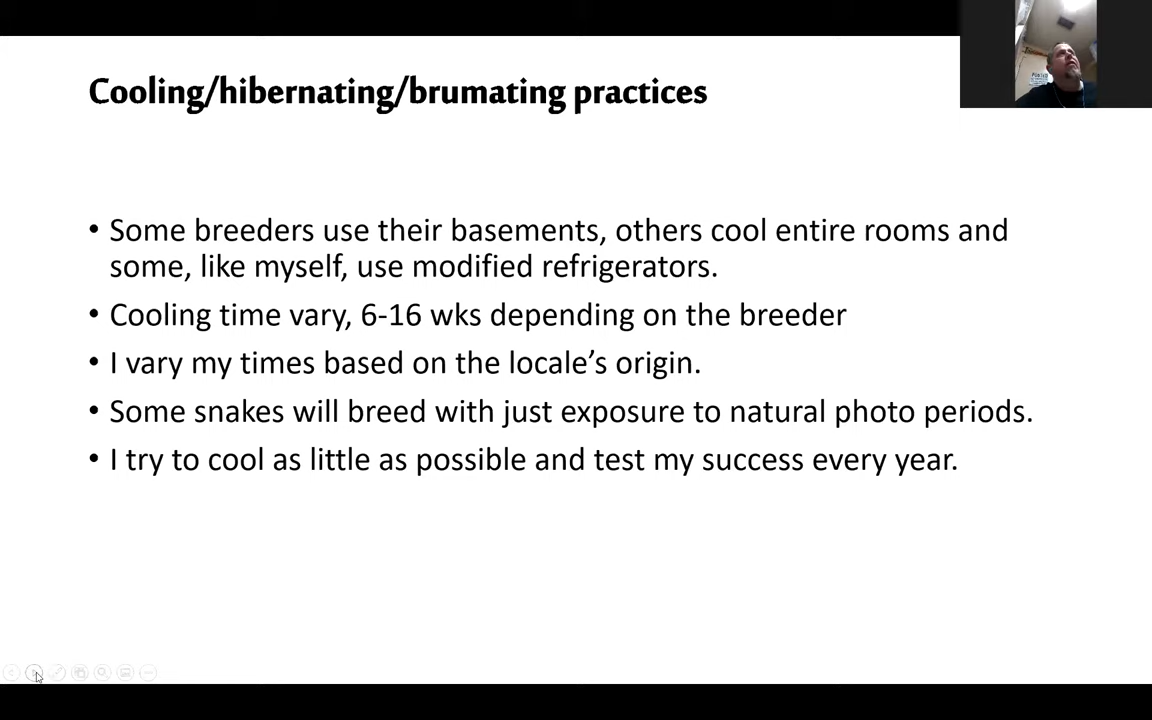 Cooling/hibernating/brumating practices
• Some breeders use their basements, others cool entire rooms and
some, like myself, use modified refrigerators.
• Cooling time vary, 6-16 wks depending on the breeder
• I vary my times based on the locale’s origin.
• Some snakes will breed with just exposure to natural photo periods.
• I try to cool as little as possible and test my success every year.